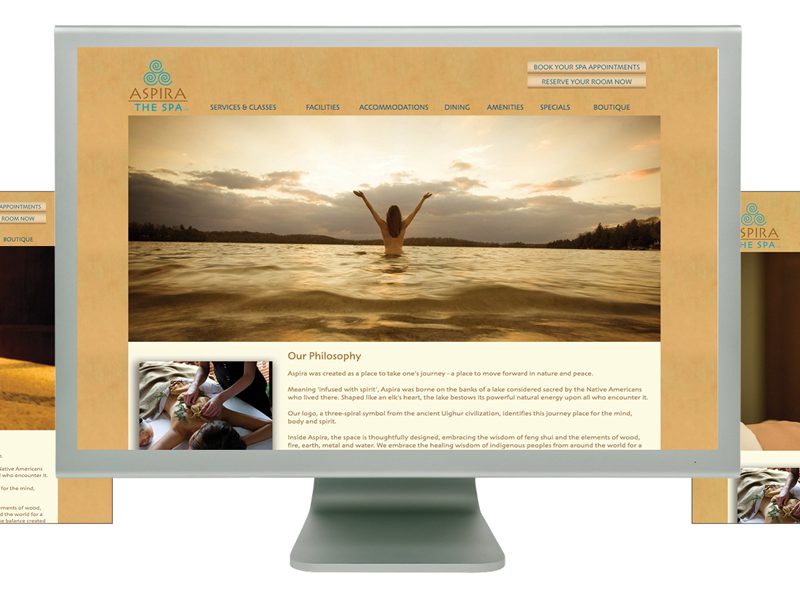 ASPIRA
THE SPA
BOOK YOUR SPA APPOINTMENTS
RESERVE YOUR ROOM NOW
SERVICES & CLASSES FACILITIES ACCOMMODATIONS DINING AMENITIES SPECIALS BOUTIQUE
Our Philosophy
Aspira was created as a place to take one's journey - a place to move forward in nature and peace.
Meaning 'infused with spirit', Aspira was borne on the banks of a lake considered sacred by the Native Americans
who lived there. Shaped like an elk's heart, the lake bestows its powerful natural energy upon all who encounter it.
Our logo, a three-spiral symbol from the ancient Uighur civilization, identifies this journey place for the mind,
body and spirit.
Inside Aspira, the space is thoughtfully designed, embracing the wisdom of feng shui and the elements of wood,
fire, earth, metal and water. We embrace the healing wisdom of indigenous peoples from around the world for a
APPOINTMENTS
ROOM NOW
BOUTIQUE
Native Americans
who encounter it.
for the mind,
ements of wood,
d the world for a
e balance created
SPIRA
HE SPA